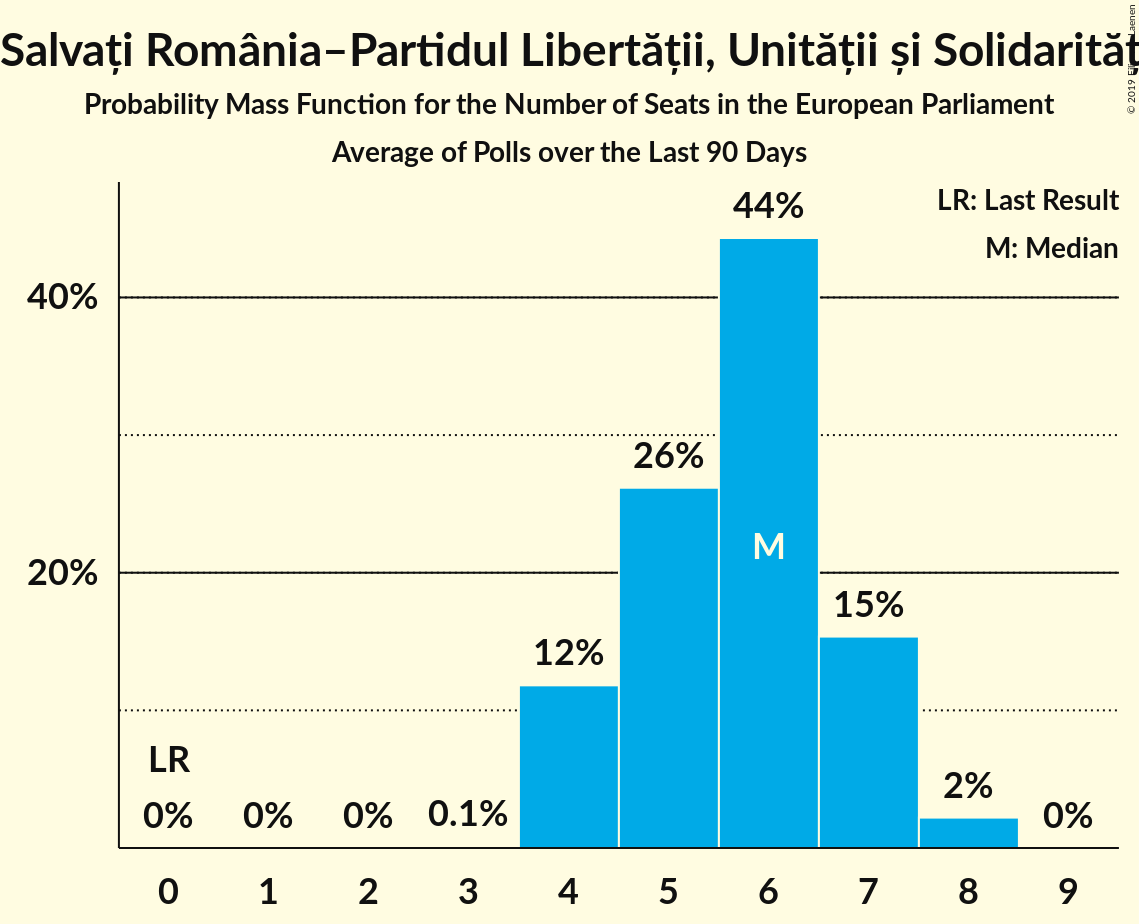 Salvați România–Partidul Libertății, Unității și Solidarităț
Probability Mass Function for the Number of Seats in the European Parliament
Average of Polls over the Last 90 Days
© 2019 Laenen
LR: Last Result
M: Median
44%
40%
26%
M
20%
15%
12%
LR
2%
0% 0% 0% 0.1% 0%
0 1 2 3 4 5 6 7 8 9